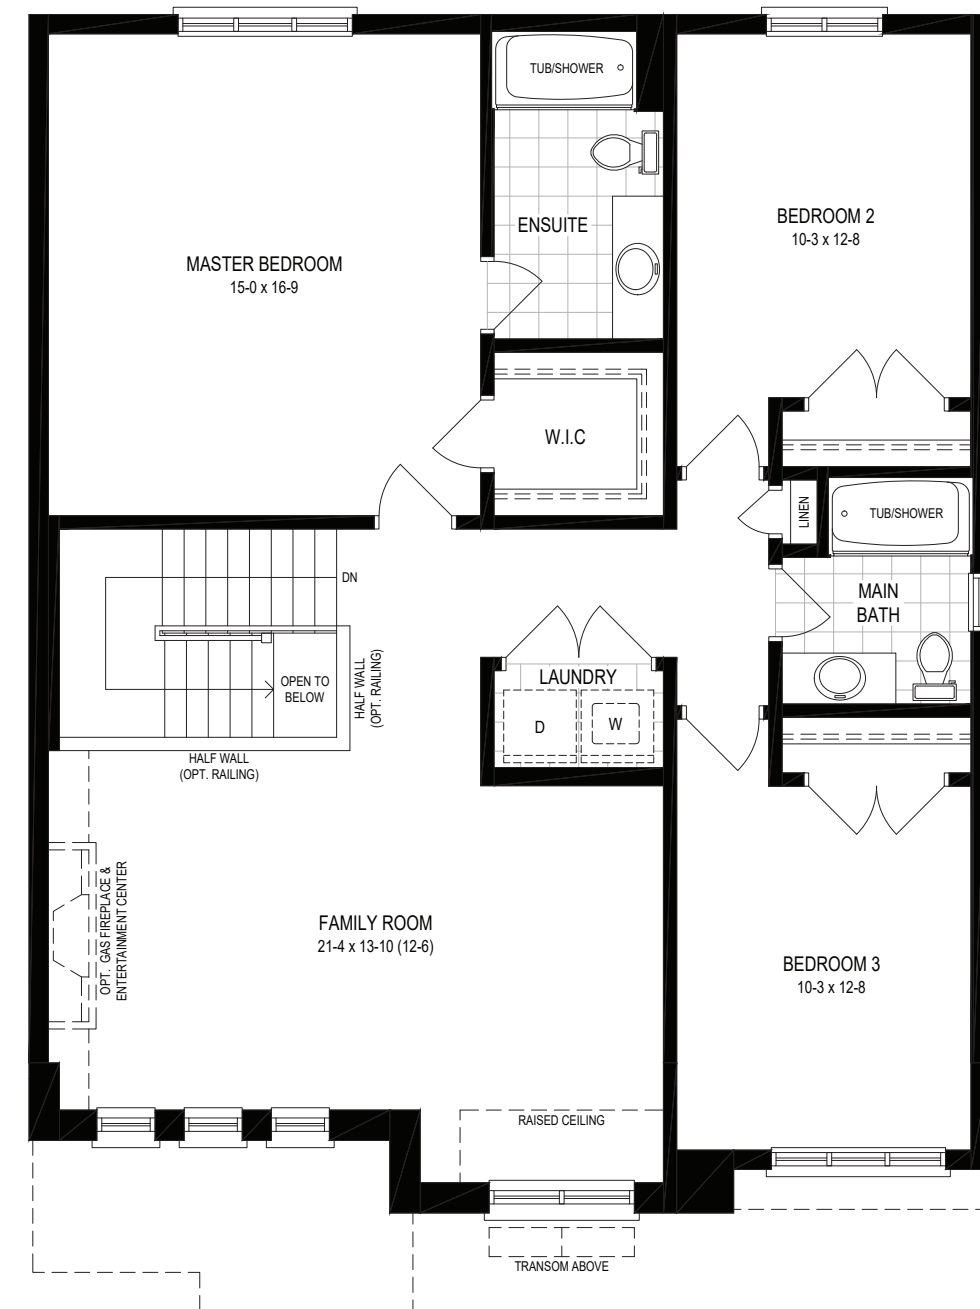 TUB/SHOWER
ENSUITE
BEDROOM 2
10-3 x 12-8
MASTER BEDROOM
15-0 x 16-9
W.I.C
LINEN
TUB/SHOWER
DN
MAIN
BATH
OPEN TO
BELOW
HALF WALL
(OPT. RAILING)
LAUNDRY
D
W
HALF WALL
(OPT. RAILING)
OPT. GAS FIREPLACE &
ENTERTAINMENT CENTER
FAMILY ROOM
21-4 x 13-10 (12-6)
BEDROOM 3
10-3 x 12-8
RAISED CEILING
TRANSOM ABOVE